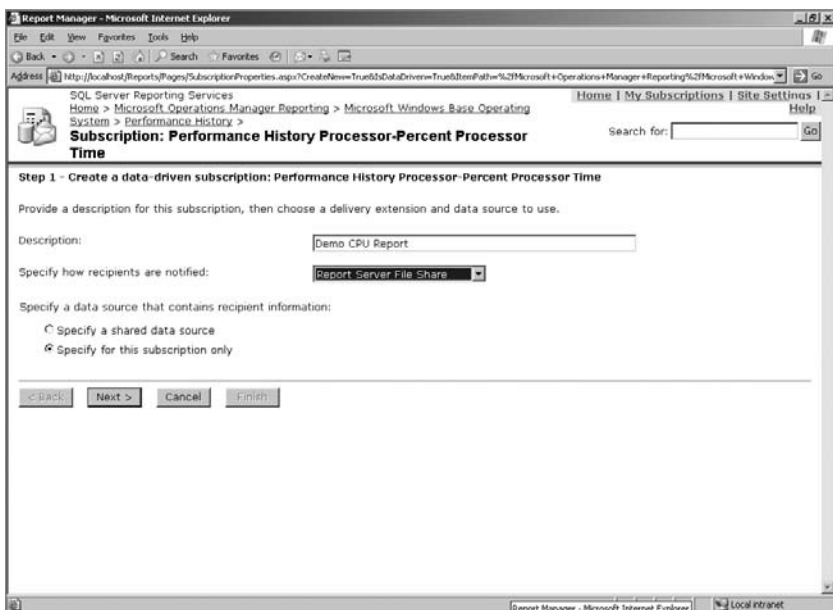 Report Manager - Microsoft Internet Explorer
File Edit View Favorites Tools Help
Back Search Favorites
Address http://localhost/Reports/Pages/SubscriptionProperties.aspx?CreateNew=True&IsDataDriven=True&ItemPath=%2fMicrosoft+Operations+Manager+Reporting%2fMicrosoft+Window Go
SQL Server Reporting Services
Home | My Subscriptions | Site Settings |
Help
Home > Microsoft Operations Manager Reporting > Microsoft Windows Base Operating
System > Performance History >
Subscription: Performance History Processor-Percent Processor
Time
Search for: Go
Step 1 - Create a data-driven subscription: Performance History Processor-Percent Processor Time
Provide a description for this subscription, then choose a delivery extension and data source to use.
Description: Demo CPU Report
Specify how recipients are notified: Report Server File Share
Specify a data source that contains recipient information:
Specify a shared data source
Specify for this subscription only
< Back Next > Cancel Finish
Report Manager - Microsoft Internet Explorer
Local intranet